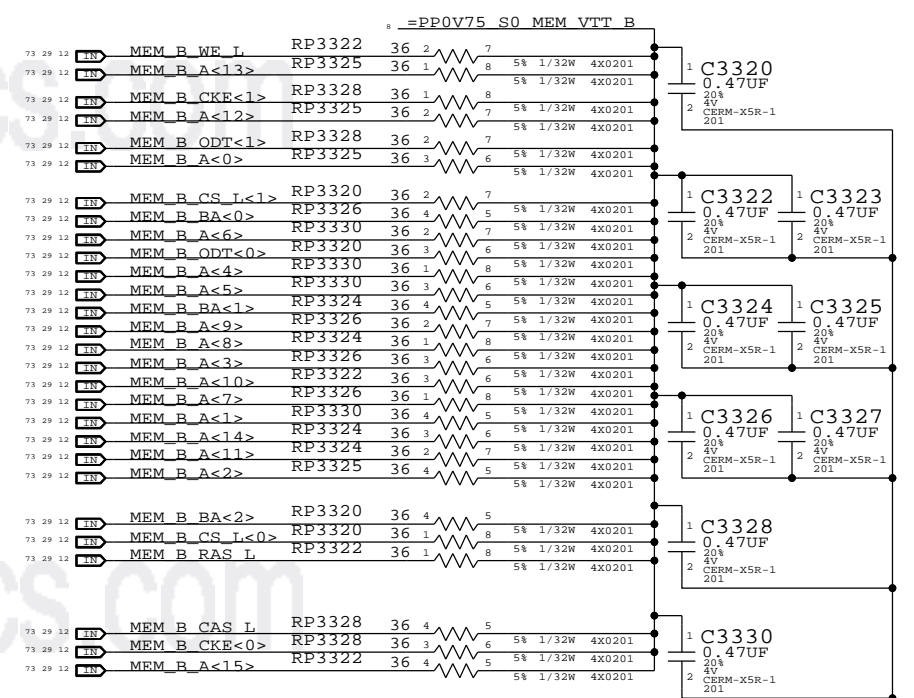 8 =PP0V75_S0_MEM_VTT_B
73 29 12 IN MEM_B_WE_L RP3322 36 2 7 5% 1/32W 4X0201
73 29 12 IN MEM_B_A<13> RP3325 36 1 8 5% 1/32W 4X0201
73 29 12 IN MEM_B_CKE<1> RP3328 36 1 8 5% 1/32W 4X0201
73 29 12 IN MEM_B_A<12> RP3325 36 2 7 5% 1/32W 4X0201
73 29 12 IN MEM_B_ODT<1> RP3328 36 2 7 5% 1/32W 4X0201
73 29 12 IN MEM_B_A<0> RP3325 36 3 6 5% 1/32W 4X0201
73 29 12 IN MEM_B_CS_L<1> RP3320 36 2 7 5% 1/32W 4X0201
73 29 12 IN MEM_B_BA<0> RP3326 36 4 5 5% 1/32W 4X0201
73 29 12 IN MEM_B_A<6> RP3330 36 2 7 5% 1/32W 4X0201
73 29 12 IN MEM_B_ODT<0> RP3320 36 3 6 5% 1/32W 4X0201
73 29 12 IN MEM_B_A<4> RP3330 36 1 8 5% 1/32W 4X0201
73 29 12 IN MEM_B_A<5> RP3330 36 3 6 5% 1/32W 4X0201
73 29 12 IN MEM_B_BA<1> RP3324 36 4 5 5% 1/32W 4X0201
73 29 12 IN MEM_B_A<9> RP3326 36 2 7 5% 1/32W 4X0201
73 29 12 IN MEM_B_A<8> RP3324 36 1 8 5% 1/32W 4X0201
73 29 12 IN MEM_B_A<3> RP3326 36 3 6 5% 1/32W 4X0201
73 29 12 IN MEM_B_A<10> RP3322 36 3 6 5% 1/32W 4X0201
73 29 12 IN MEM_B_A<7> RP3326 36 1 8 5% 1/32W 4X0201
73 29 12 IN MEM_B_A<1> RP3330 36 4 5 5% 1/32W 4X0201
73 29 12 IN MEM_B_A<14> RP3324 36 3 6 5% 1/32W 4X0201
73 29 12 IN MEM_B_A<11> RP3324 36 2 7 5% 1/32W 4X0201
73 29 12 IN MEM_B_A<2> RP3325 36 4 5 5% 1/32W 4X0201
73 29 12 IN MEM_B_BA<2> RP3320 36 4 5 5% 1/32W 4X0201
73 29 12 IN MEM_B_CS_L<0> RP3320 36 1 8 5% 1/32W 4X0201
73 29 12 IN MEM_B_RAS_L RP3322 36 1 8 5% 1/32W 4X0201
73 29 12 IN MEM_B_CAS_L RP3328 36 4 5 5% 1/32W 4X0201
73 29 12 IN MEM_B_CKE<0> RP3328 36 3 6 5% 1/32W 4X0201
73 29 12 IN MEM_B_A<15> RP3322 36 4 5 5% 1/32W 4X0201
1 C3320
0.47UF
20%
4V
2 CERM-X5R-1
201
1 C3322
0.47UF
20%
4V
2 CERM-X5R-1
201
1 C3323
0.47UF
20%
4V
2 CERM-X5R-1
201
1 C3324
0.47UF
20%
4V
2 CERM-X5R-1
201
1 C3325
0.47UF
20%
4V
2 CERM-X5R-1
201
1 C3326
0.47UF
20%
4V
2 CERM-X5R-1
201
1 C3327
0.47UF
20%
4V
2 CERM-X5R-1
201
1 C3328
0.47UF
20%
4V
2 CERM-X5R-1
201
1 C3330
0.47UF
20%
4V
2 CERM-X5R-1
201
cs.com
cs.com